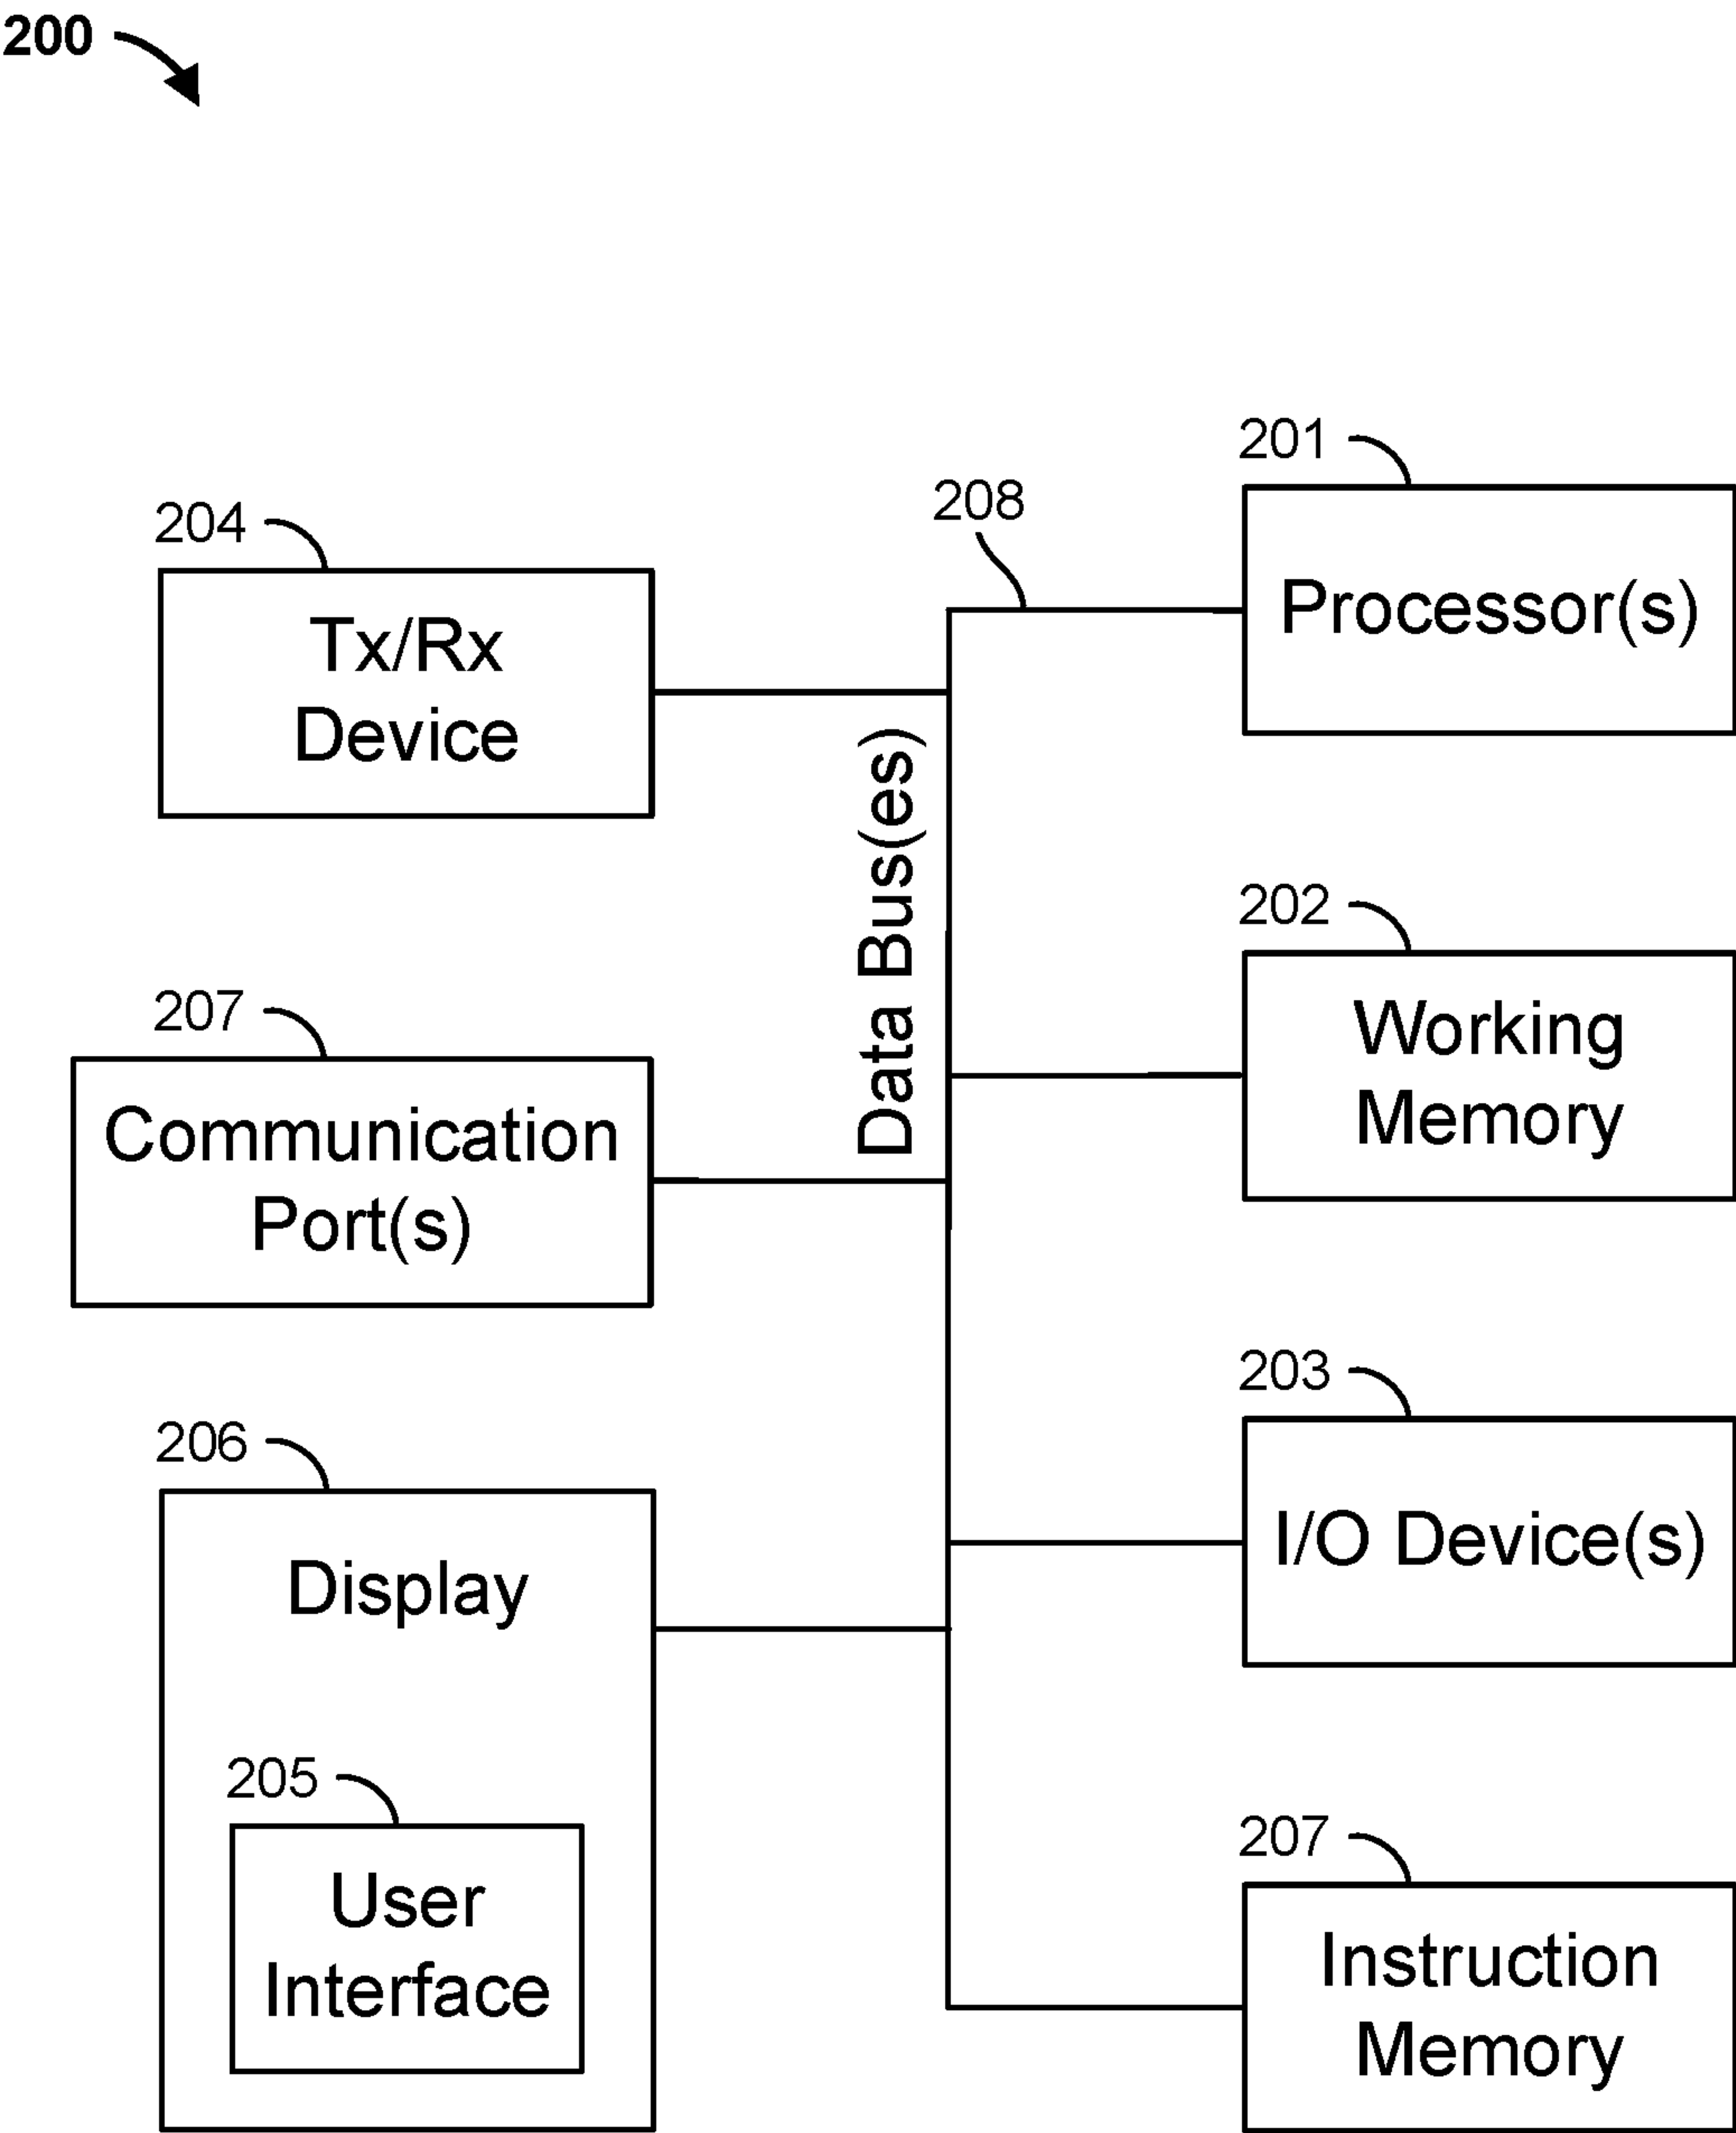 200
201
208
204
Processor(s)
Tx/Rx
Device
Data Bus(es)
202
207
Working
Memory
Communication
Port(s)
203
206
I/O Device(s)
Display
205
207
User
Interface
Instruction
Memory